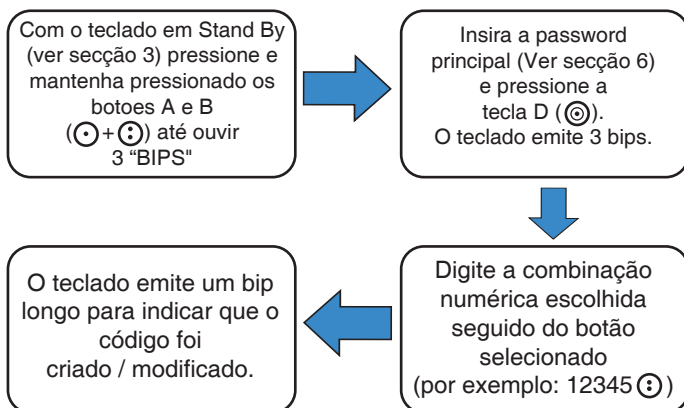 Com o teclado em Stand By
(ver secção 3) pressione e
mantenha pressionado os
botoes A e B
(⊙+⊙) até ouvir
3 “BIPS"
Insira a password
principal (Ver secção 6)
e pressione a
tecla D (◎).
O teclado emite 3 bips.
Digite a combinação
numérica escolhida
seguido do botão
selecionado
(por exemplo: 12345)
O teclado emite um bip
longo para indicar que o
código foi
criado / modificado.